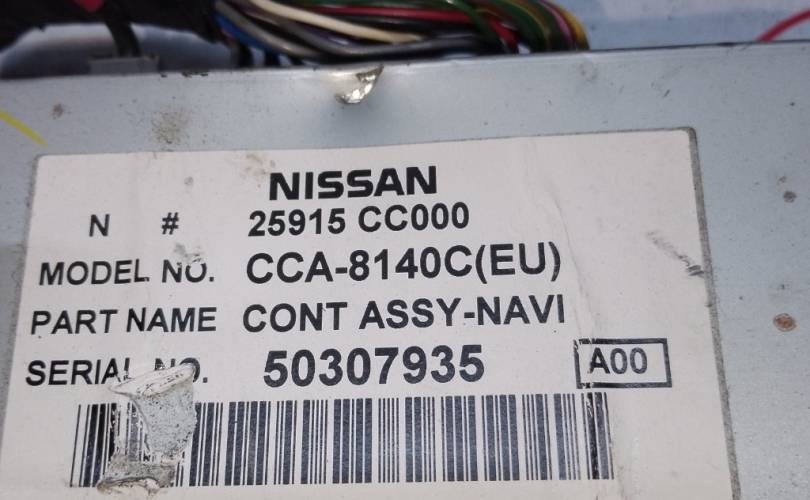 NISSAN
N # 25915 CC000
MODEL NO. CCA-8140C(EU)
PART NAME CONT ASSY-NAVI
SERIAL NO. 50307935 A00